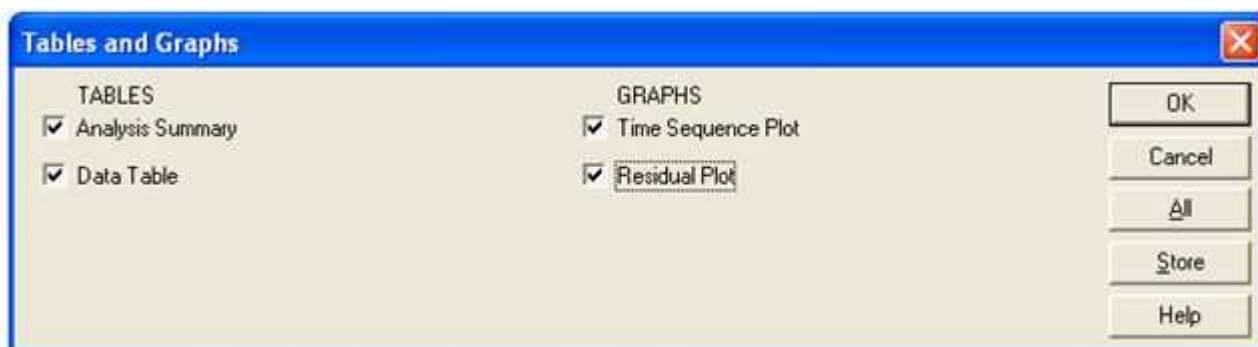 Tables and Graphs
TABLES
Analysis Summary
Data Table
GRAPHS
Time Sequence Plot
Residual Plot
OK
Cancel
All
Store
Help